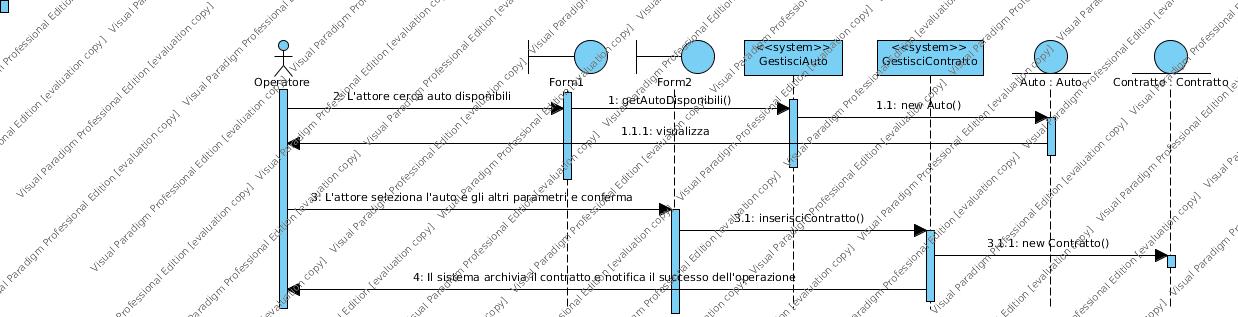 <<system>>
GestisciAuto
<<system>>
GestisciContratto
Operatore
Form1
Form2
Auto : Auto
Contratto : Contratto
2: L'attore cerca auto disponibili
1: getAutoDisponibili()
1.1: new Auto()
1.1.1: visualizza
3: L'attore seleziona l'auto e gli altri parametri e conferma
3.1: inserisciContratto()
3.1.1: new Contratto()
4: Il sistema archivia il contratto e notifica il successo dell'operazione
Visual Paradigm Professional Edition [evaluation copy]